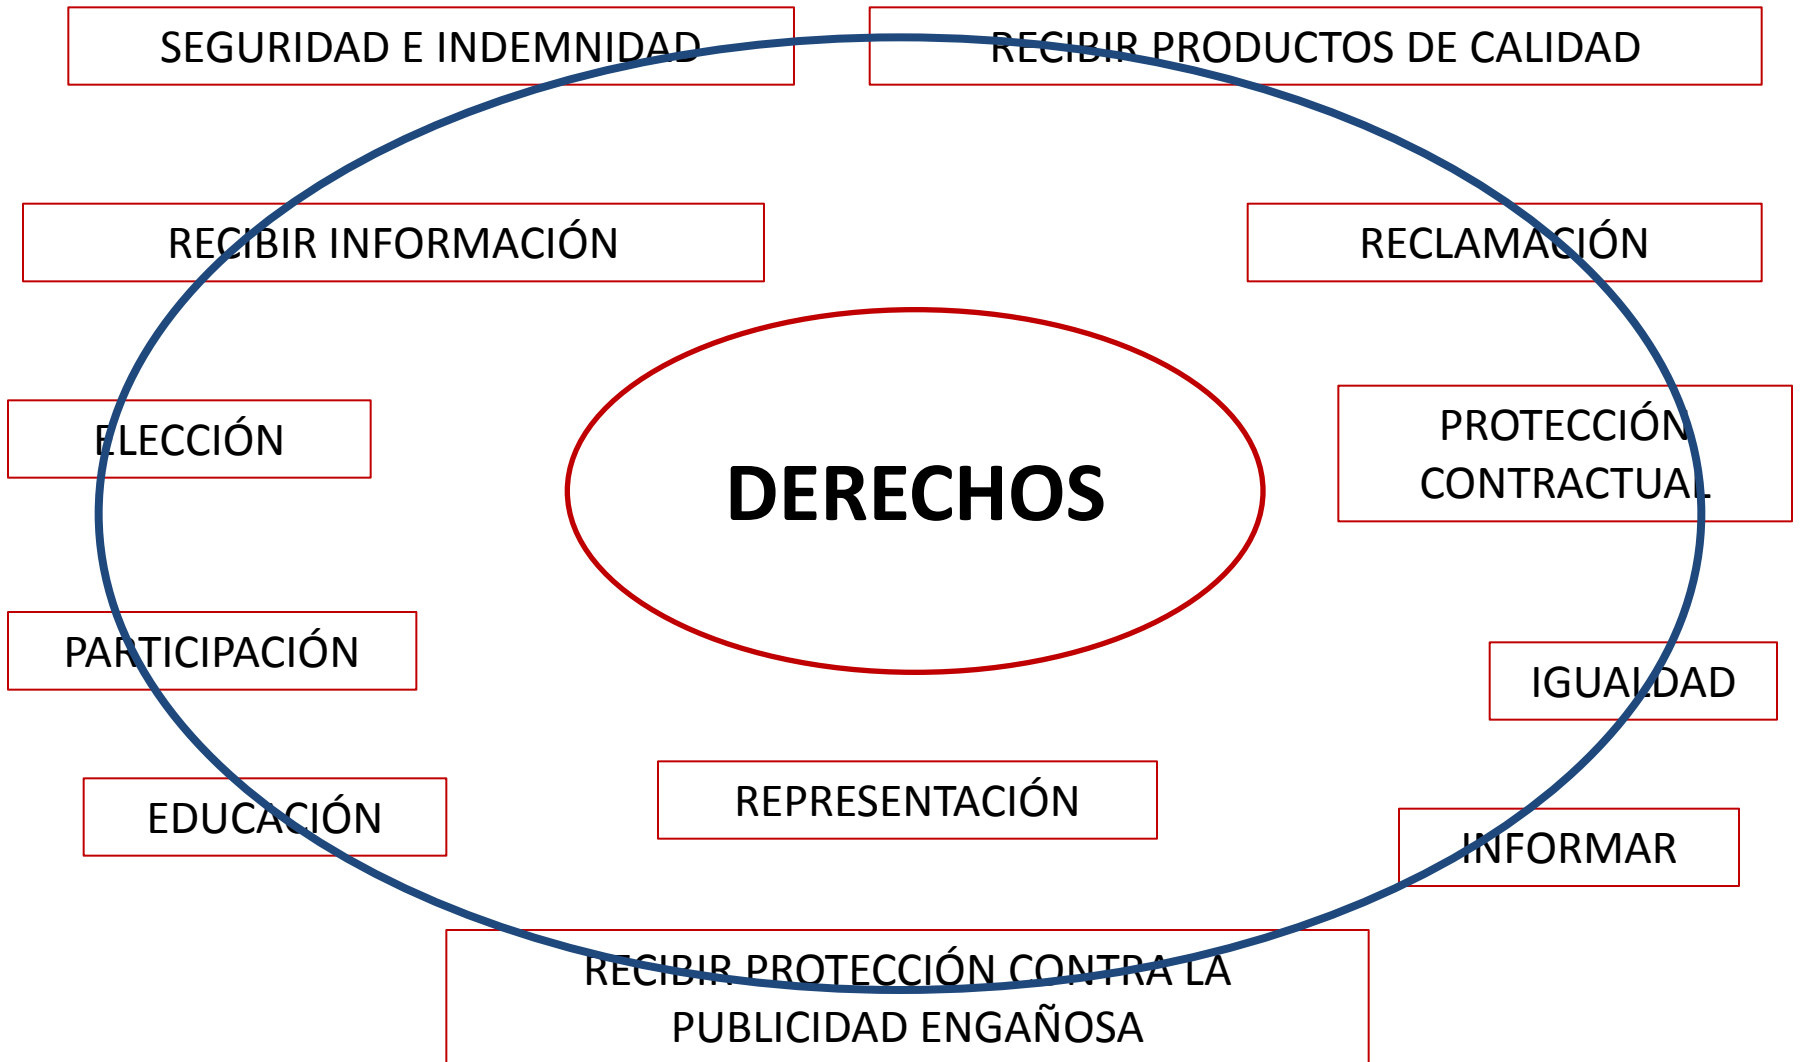 SEGURIDAD E INDEMNIDAD
RECIBIR PRODUCTOS DE CALIDAD
RECIBIR INFORMACIÓN
RECLAMACIÓN
ELECCIÓN
PROTECCIÓN
CONTRACTUAL
DERECHOS
PARTICIPACIÓN
IGUALDAD
EDUCACIÓN
REPRESENTACIÓN
INFORMAR
RECIBIR PROTECCIÓN CONTRA LA
PUBLICIDAD ENGAÑOSA